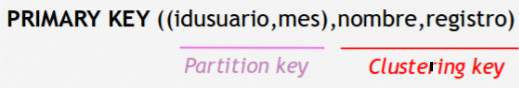 PRIMARY KEY ((idusuario,mes),nombre,registro)
Partition key Clustering key